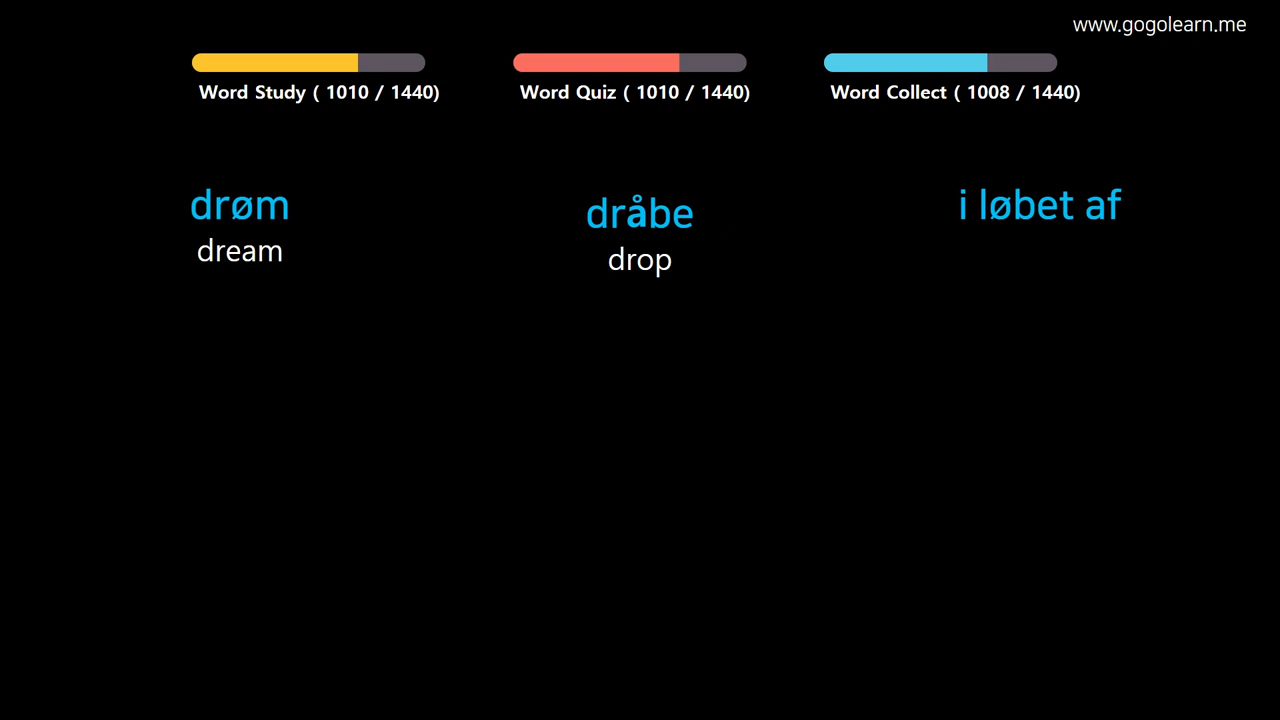 www.gogolearn.me
Word Study ( 1010 / 1440)
Word Quiz ( 1010 / 1440)
Word Collect ( 1008 / 1440)
drøm
dream
dråbe
drop
i løbet af